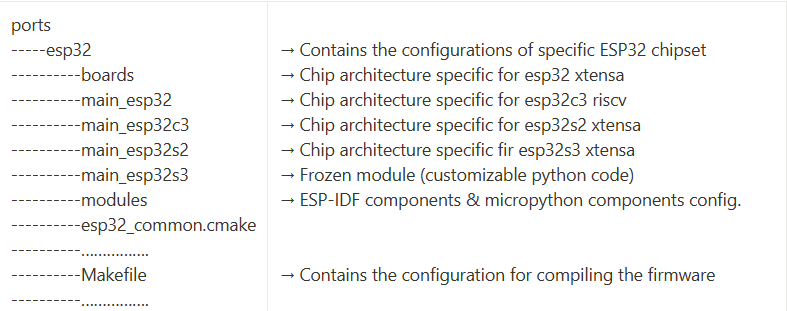 ports
-----esp32 → Contains the configurations of specific ESP32 chipset
----------boards → Chip architecture specific for esp32 xtensa
----------main_esp32 → Chip architecture specific for esp32c3 riscv
----------main_esp32c3 → Chip architecture specific for esp32s2 xtensa
----------main_esp32s2 → Chip architecture specific fir esp32s3 xtensa
----------main_esp32s3 → Frozen module (customizable python code)
----------modules → ESP-IDF components & micropython components config.
----------esp32_common.cmake
----------................
----------Makefile → Contains the configuration for compiling the firmware
----------................